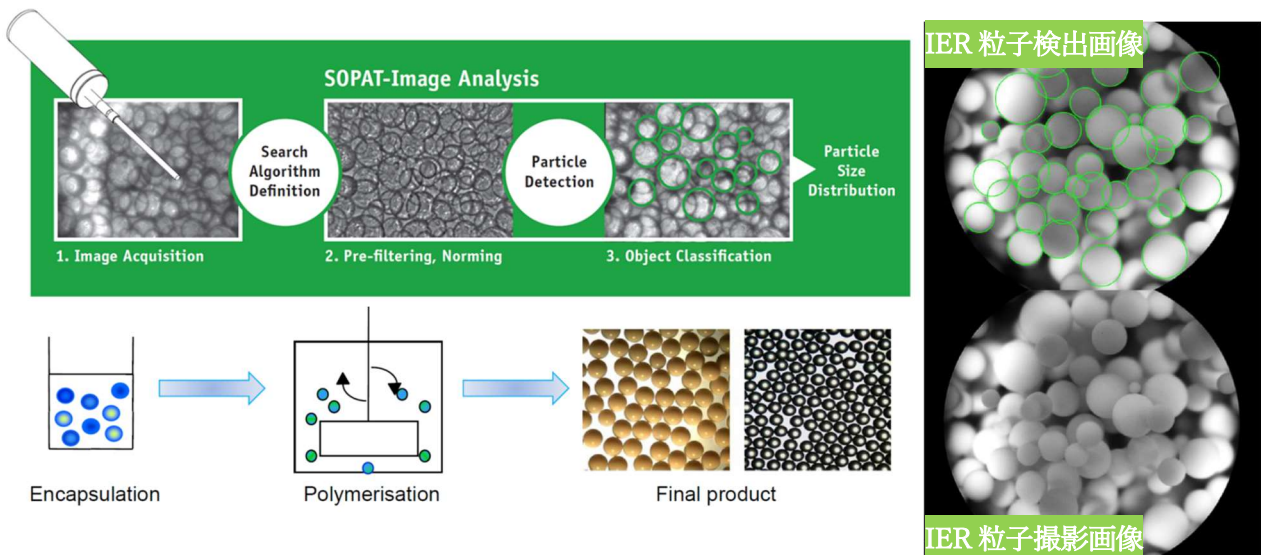 SOPAT-Image Analysis
Search
Algorithm
Definition
Particle
Detection
Particle
Size
Distribution
1. Image Acquisition
2. Pre-filtering, Norming
3. Object Classification
Encapsulation
Polymerisation
Final product
IER 粒子検出画像
IER 粒子撮影画像